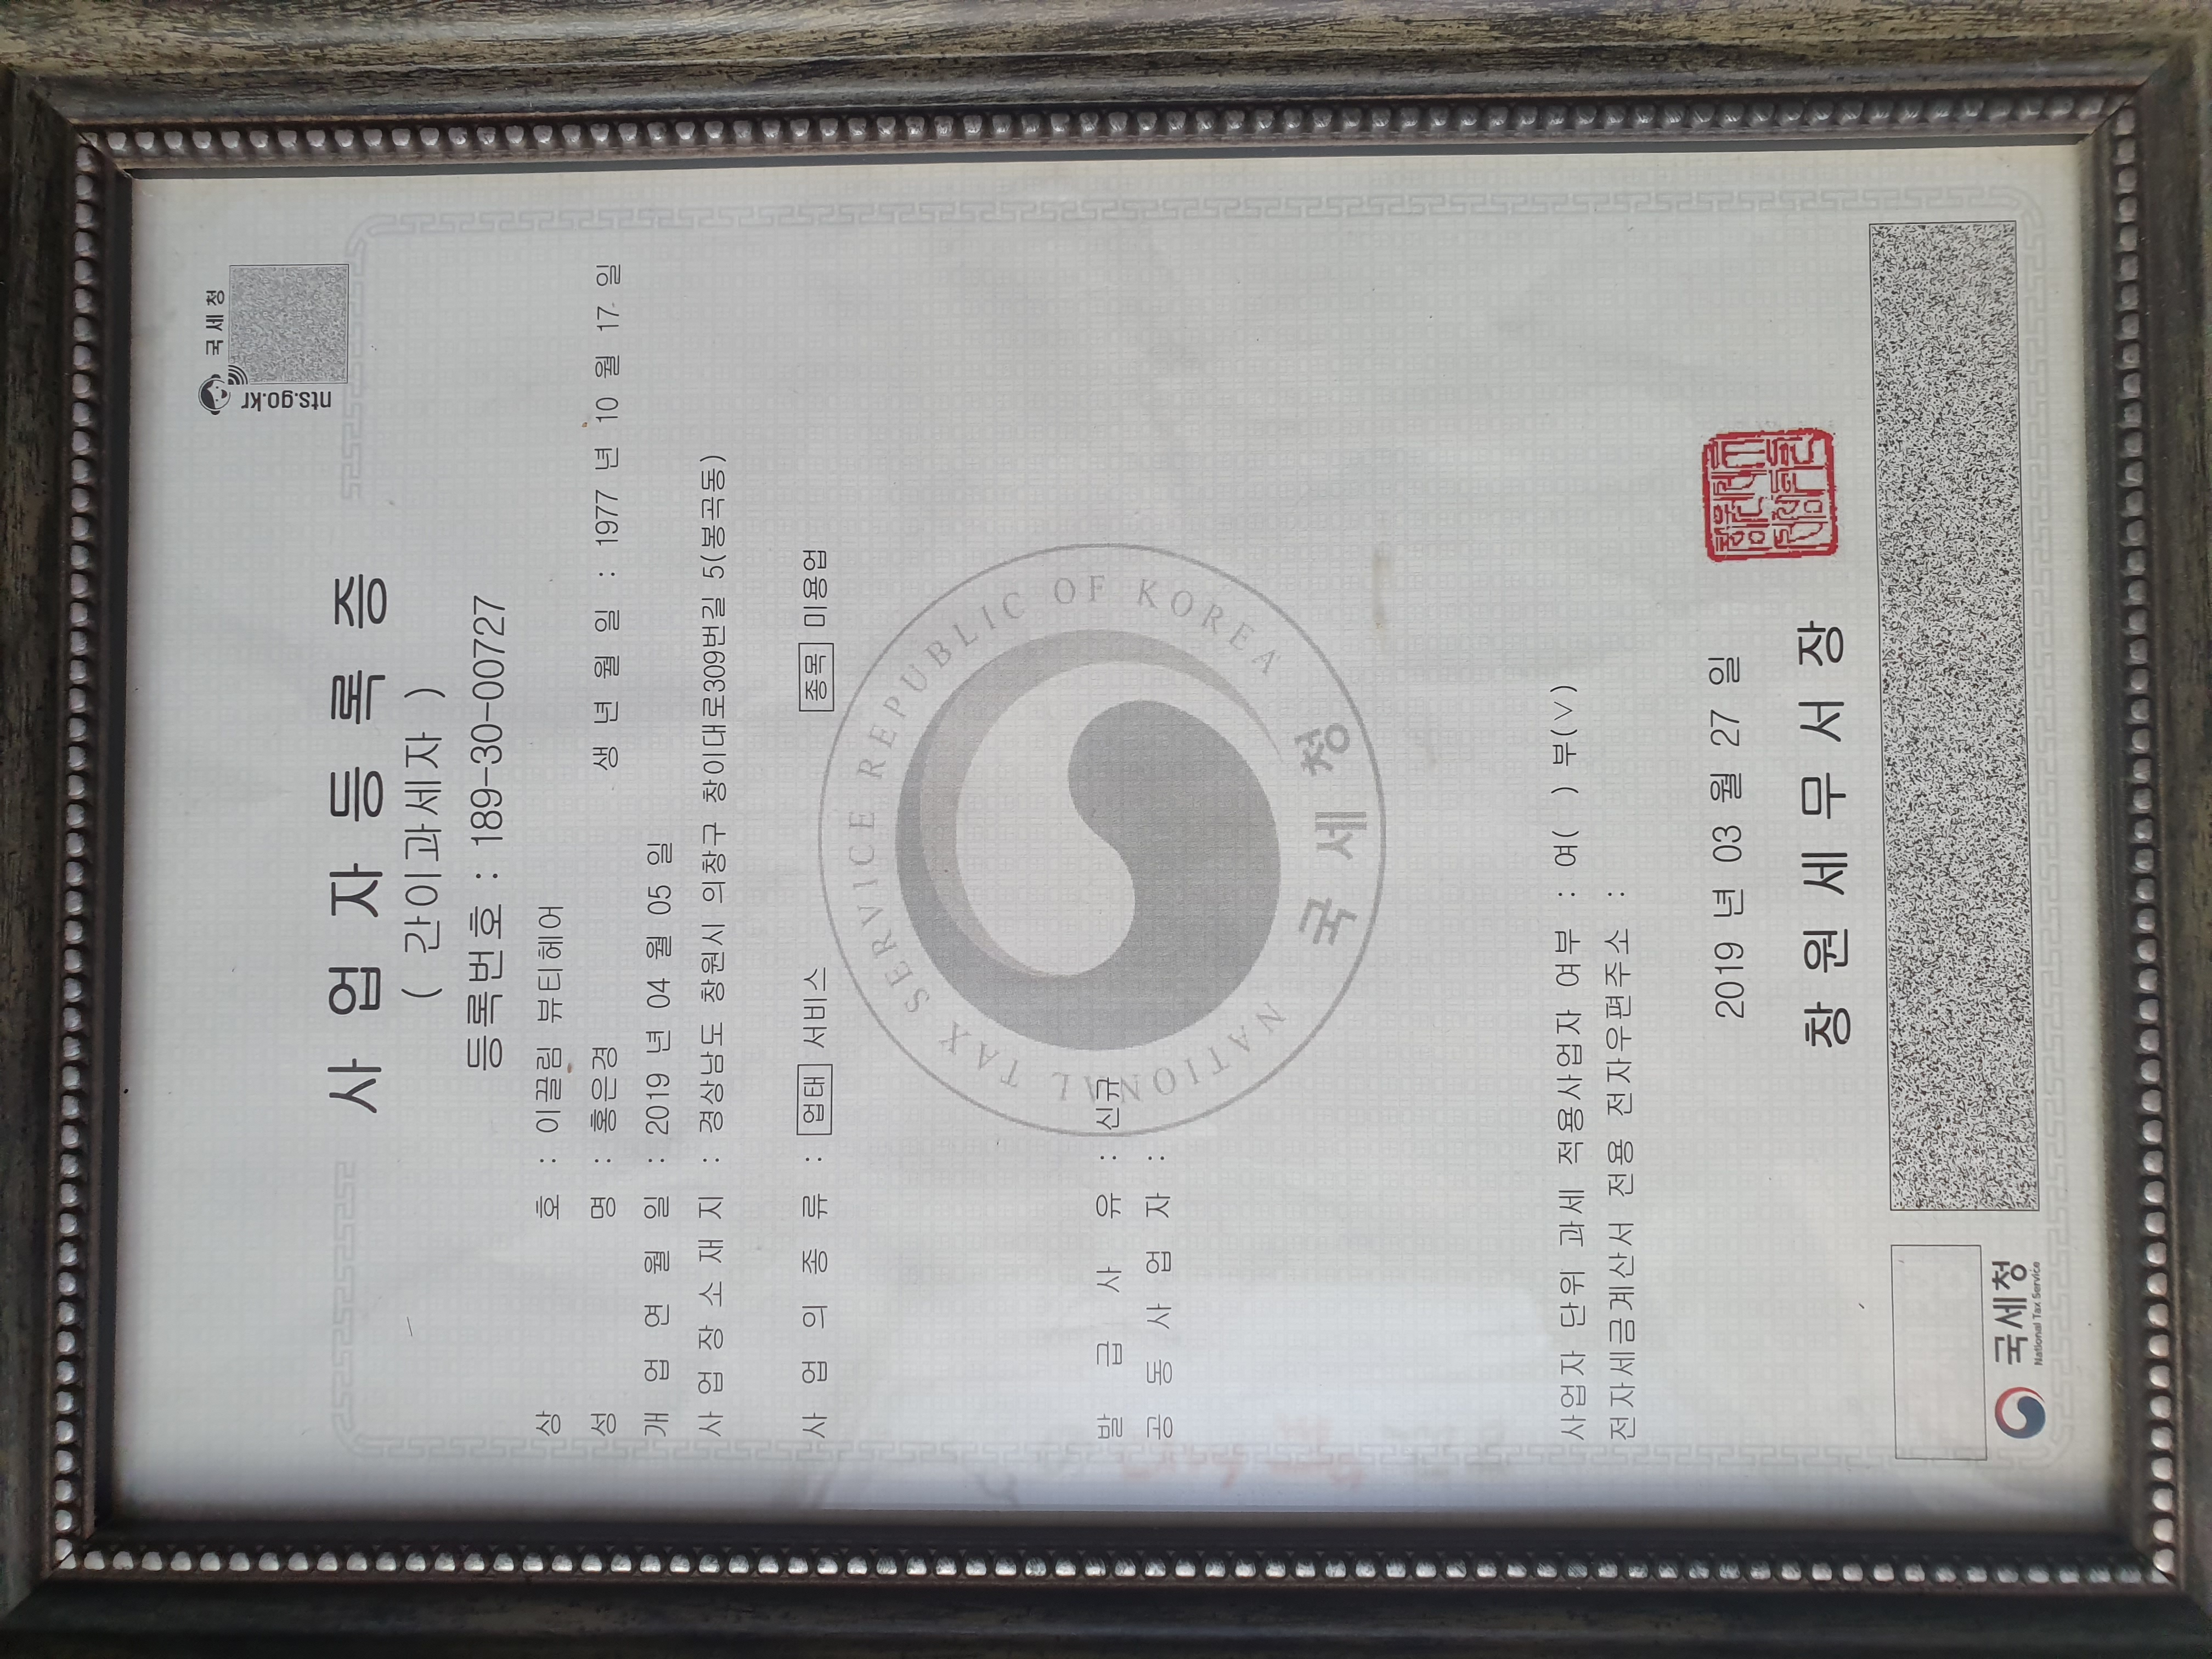 국세청
nts.go.kr
사 업 자 등 록 증
( 간이과세자 )
등록번호 : 189-30-00727
상 호 : 이끌림 뷰티헤어
성 명 : 홍은경 생 년 월 일 : 1977 년 10 월 17 일
개 업 연 월 일 : 2019 년 04 월 05 일
사 업 장 소 재 지 : 경상남도 창원시 의창구 창이대로309번길 5(봉곡동)
사 업 의 종 류 : 업태 서비스 종목 미용업
NATIONAL TAX SERVICE REPUBLIC OF KOREA
국세청
발 급 사 유 : 신규
공 동 사 업 자 :
사업자 단위 과세 적용사업자 여부 : 여( ) 부(∨)
전자세금계산서 전용 전자우편주소 :
2019 년 03 월 27 일
창 원 세 무 서 장
국세청
National Tax Service